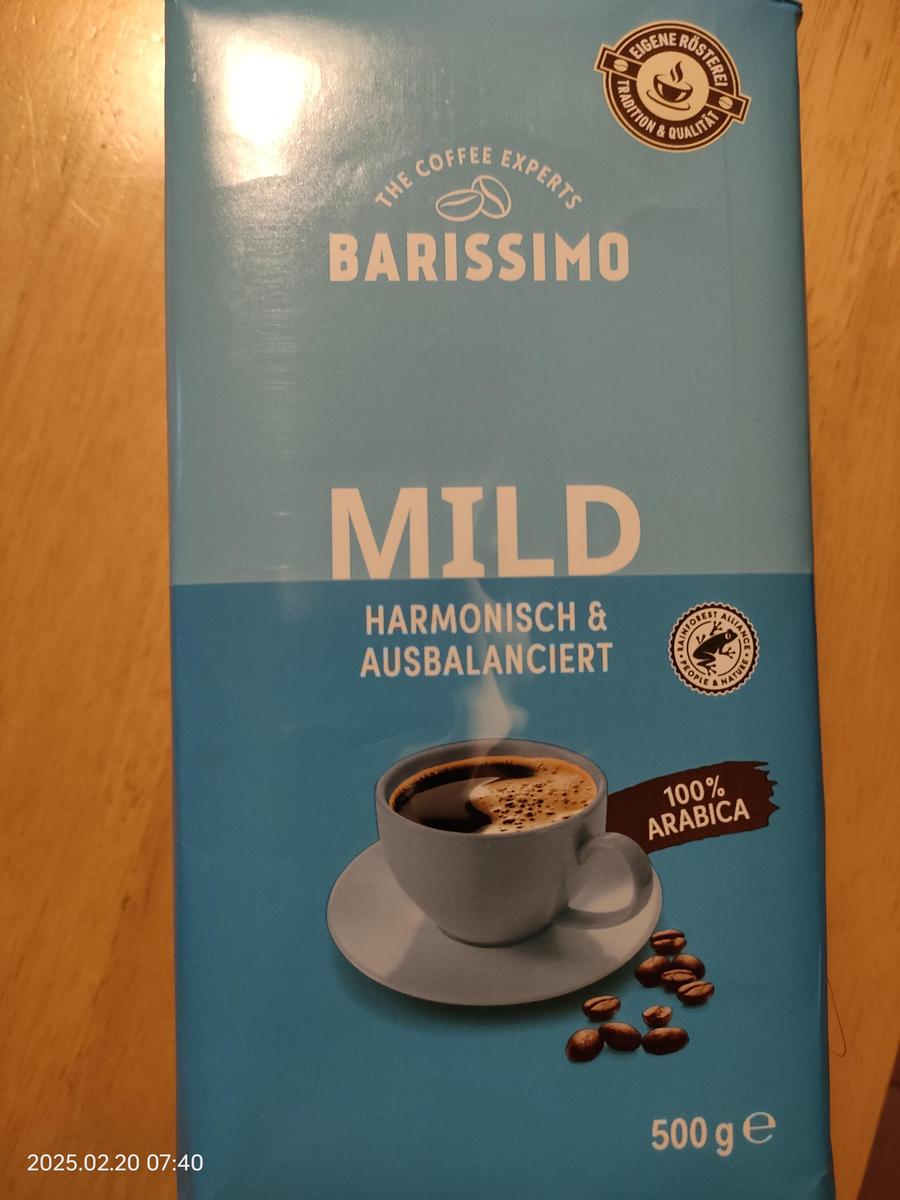 EIGENE RÖSTEREI
TRADITION & QUALITÄT
THE COFFEE EXPERTS
BARISSIMO
MILD
HARMONISCH &
AUSBALANCIERT
RAINFOREST ALLIANCE
PEOPLE & NATURE
100%
ARABICA
500 g ℮
2025.02.20 07:40